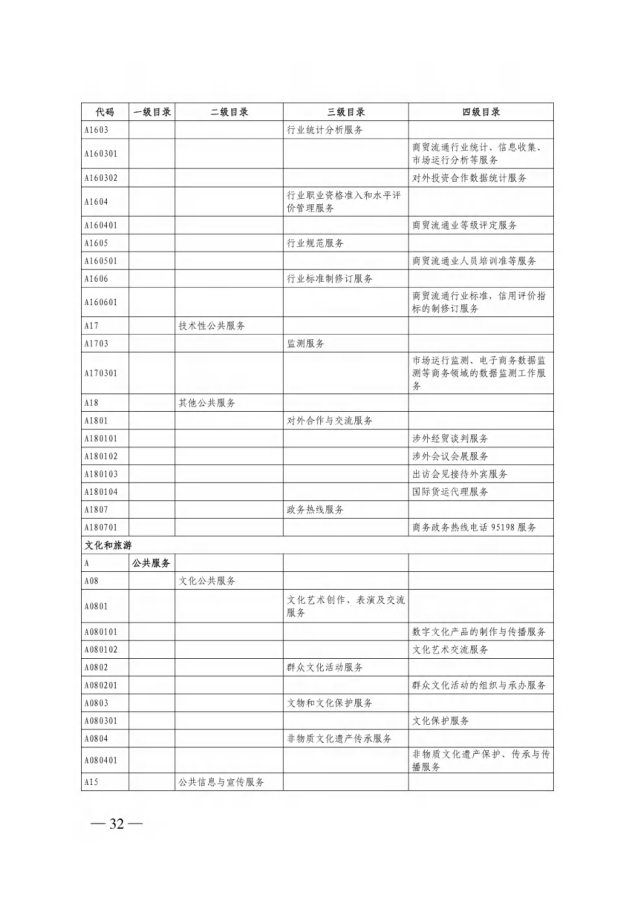 代码 一级目录 二级目录 三级目录 四级目录
A1603 行业统计分析服务
A160301 商贸流通行业统计、信息收集、
市场运行分析等服务
A160302 对外投资合作数据统计服务
A1604 行业职业资格准入和水平评
价管理服务
A160401 商贸流通业等级评定服务
A1605 行业规范服务
A160501 商贸流通业人员培训准等服务
A1606 行业标准制修订服务
A160601 商贸流通行业标准，信用评价指
标的制修订服务
A17 技术性公共服务
A1703 监测服务
A170301 市场运行监测、电子商务数据监
测等商务领域的数据监测工作服
务
A18 其他公共服务
A1801 对外合作与交流服务
A180101 涉外经贸谈判服务
A180102 涉外会议会展服务
A180103 出访会见接待外宾服务
A180104 国际货运代理服务
A1807 政务热线服务
A180701 商务政务热线电话 95198 服务
文化和旅游
A 公共服务
A08 文化公共服务
A0801 文化艺术创作、表演及交流
服务
A080101 数字文化产品的制作与传播服务
A080102 文化艺术交流服务
A0802 群众文化活动服务
A080201 群众文化活动的组织与承办服务
A0803 文物和文化保护服务
A080301 文化保护服务
A0804 非物质文化遗产传承服务
A080401 非物质文化遗产保护、传承与传
播服务
A15 公共信息与宣传服务
— 32 —